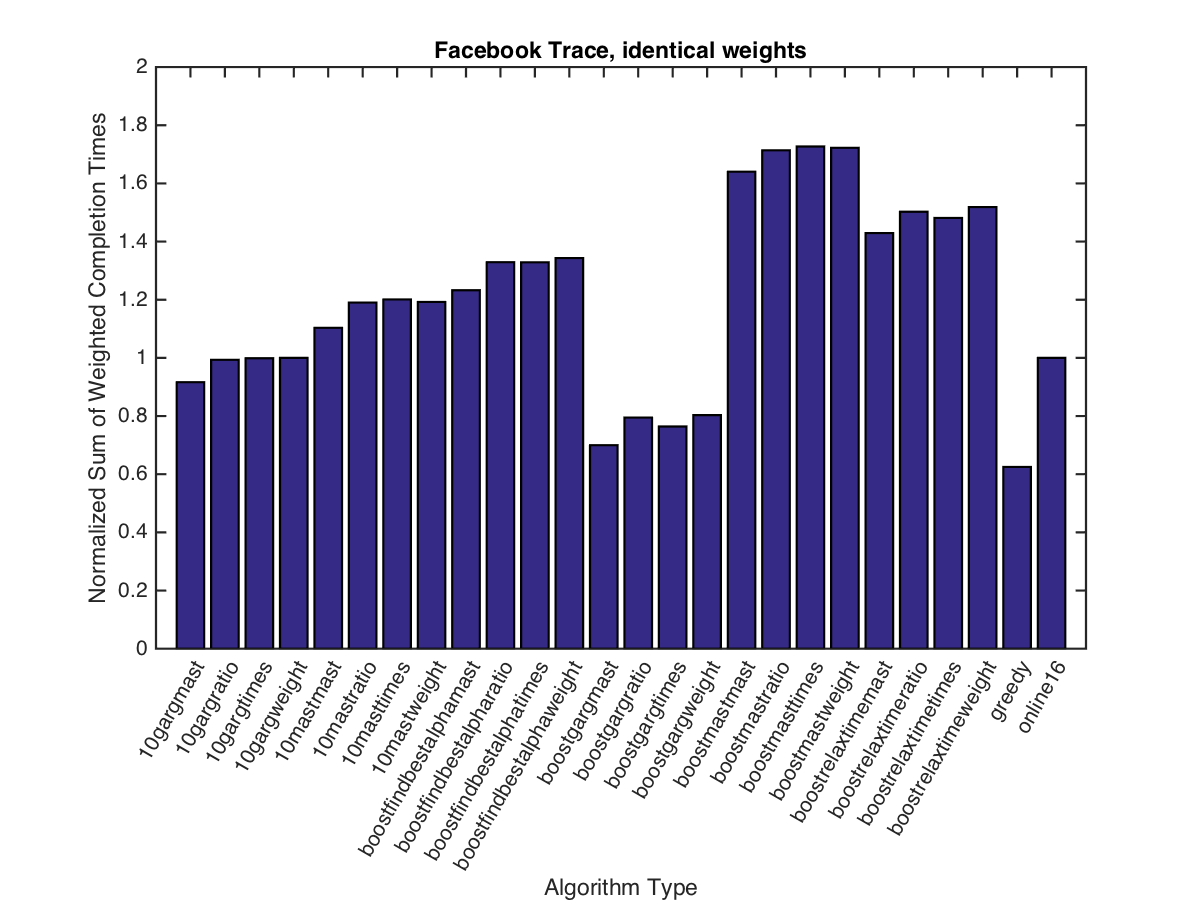 Facebook Trace, identical weights
Normalized Sum of Weighted Completion Times
2
1.8
1.6
1.4
1.2
1
0.8
0.6
0.4
0.2
0
10gargmast
10gargratio
10gargtimes
10gargweight
10mastmast
10mastratio
10masttimes
10mastweight
boostfindbestalphamast
boostfindbestalpharatio
boostfindbestalphatimes
boostfindbestalphaweight
boostgargmast
boostgargratio
boostgargtimes
boostgargweight
boostmastmast
boostmastratio
boostmasttimes
boostmastweight
boostrelaxtimemast
boostrelaxtimeratio
boostrelaxtimetimes
boostrelaxtimeweight
greedy
online16
Algorithm Type